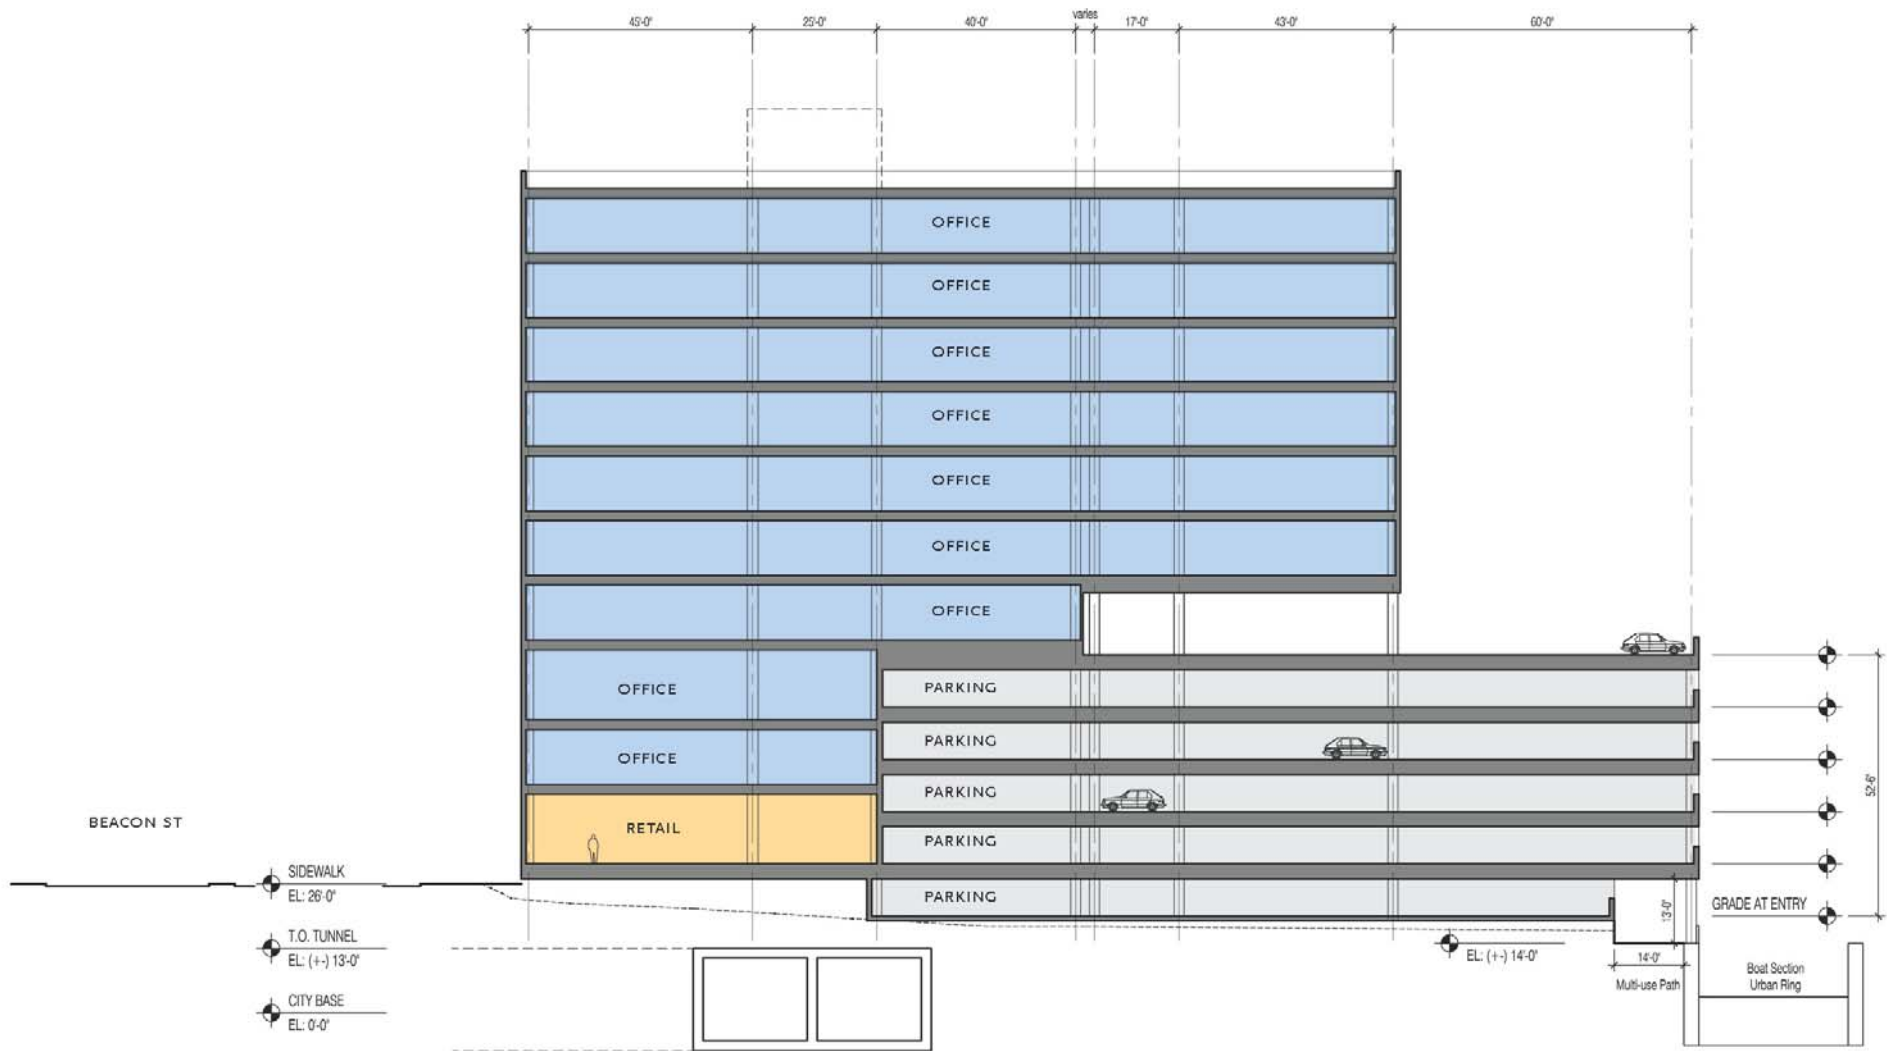 varies
45'-0"
25'-0"
40'-0"
17'-0"
43'-0"
60'-0"
OFFICE
OFFICE
OFFICE
OFFICE
OFFICE
OFFICE
OFFICE
OFFICE
PARKING
PARKING
OFFICE
PARKING
52'-6"
BEACON ST
RETAIL
PARKING
SIDEWALK
EL: 26'-0"
PARKING
13'-0"
GRADE AT ENTRY
T.O. TUNNEL
EL: (+-) 13'-0"
EL: (+-) 14'-0"
14'-0"
Multi-use Path
Boat Section
Urban Ring
CITY BASE
EL: 0'-0"